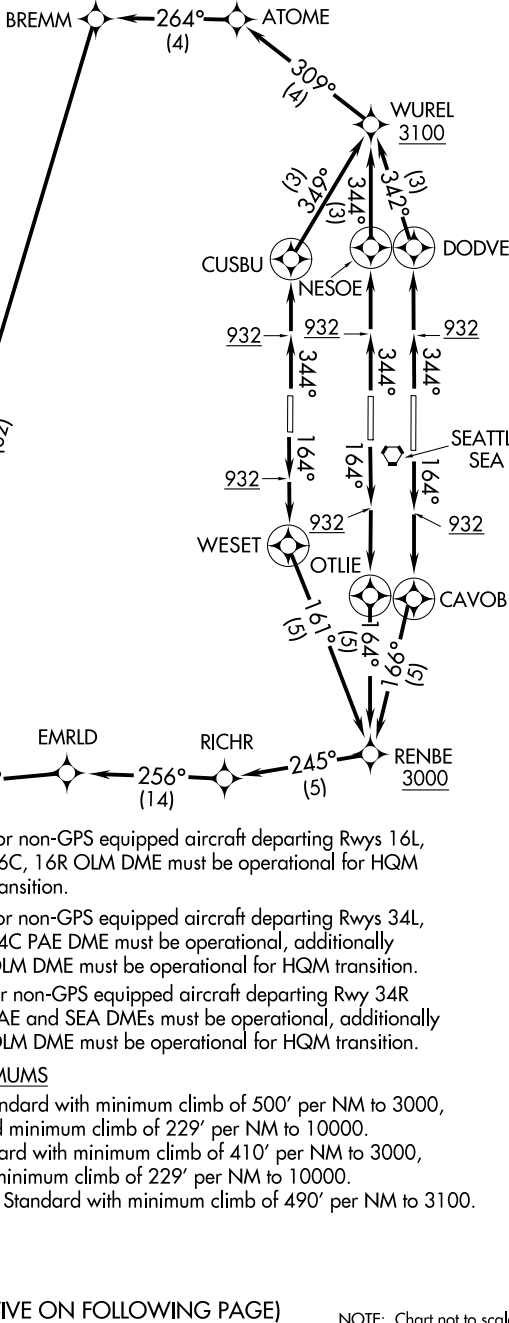 BREMM
264°
(4)
ATOME
309°
(4)
WUREL
3100
(3)
349°
(3)
344°
342°
(3)
CUSBU
NESOE
DODVE
932
932
932
344°
344°
344°
SEATTL
SEA
164°
164°
164°
932
932
932
WESET
OTLIE
CAVOB
161°
(5)
(5)
164°
166°
(5)
EMRLD
RICHR
RENBE
3000
256°
(14)
245°
(5)
or non-GPS equipped aircraft departing Rwys 16L,
6C, 16R OLM DME must be operational for HQM
ansition.
or non-GPS equipped aircraft departing Rwys 34L,
4C PAE DME must be operational, additionally
OLM DME must be operational for HQM transition.
r non-GPS equipped aircraft departing Rwy 34R
AE and SEA DMEs must be operational, additionally
OLM DME must be operational for HQM transition.
MUMS
ndard with minimum climb of 500' per NM to 3000,
d minimum climb of 229' per NM to 10000.
ard with minimum climb of 410' per NM to 3000,
minimum climb of 229' per NM to 10000.
Standard with minimum climb of 490' per NM to 3100.
TIVE ON FOLLOWING PAGE)
NOTE: Chart not to scal